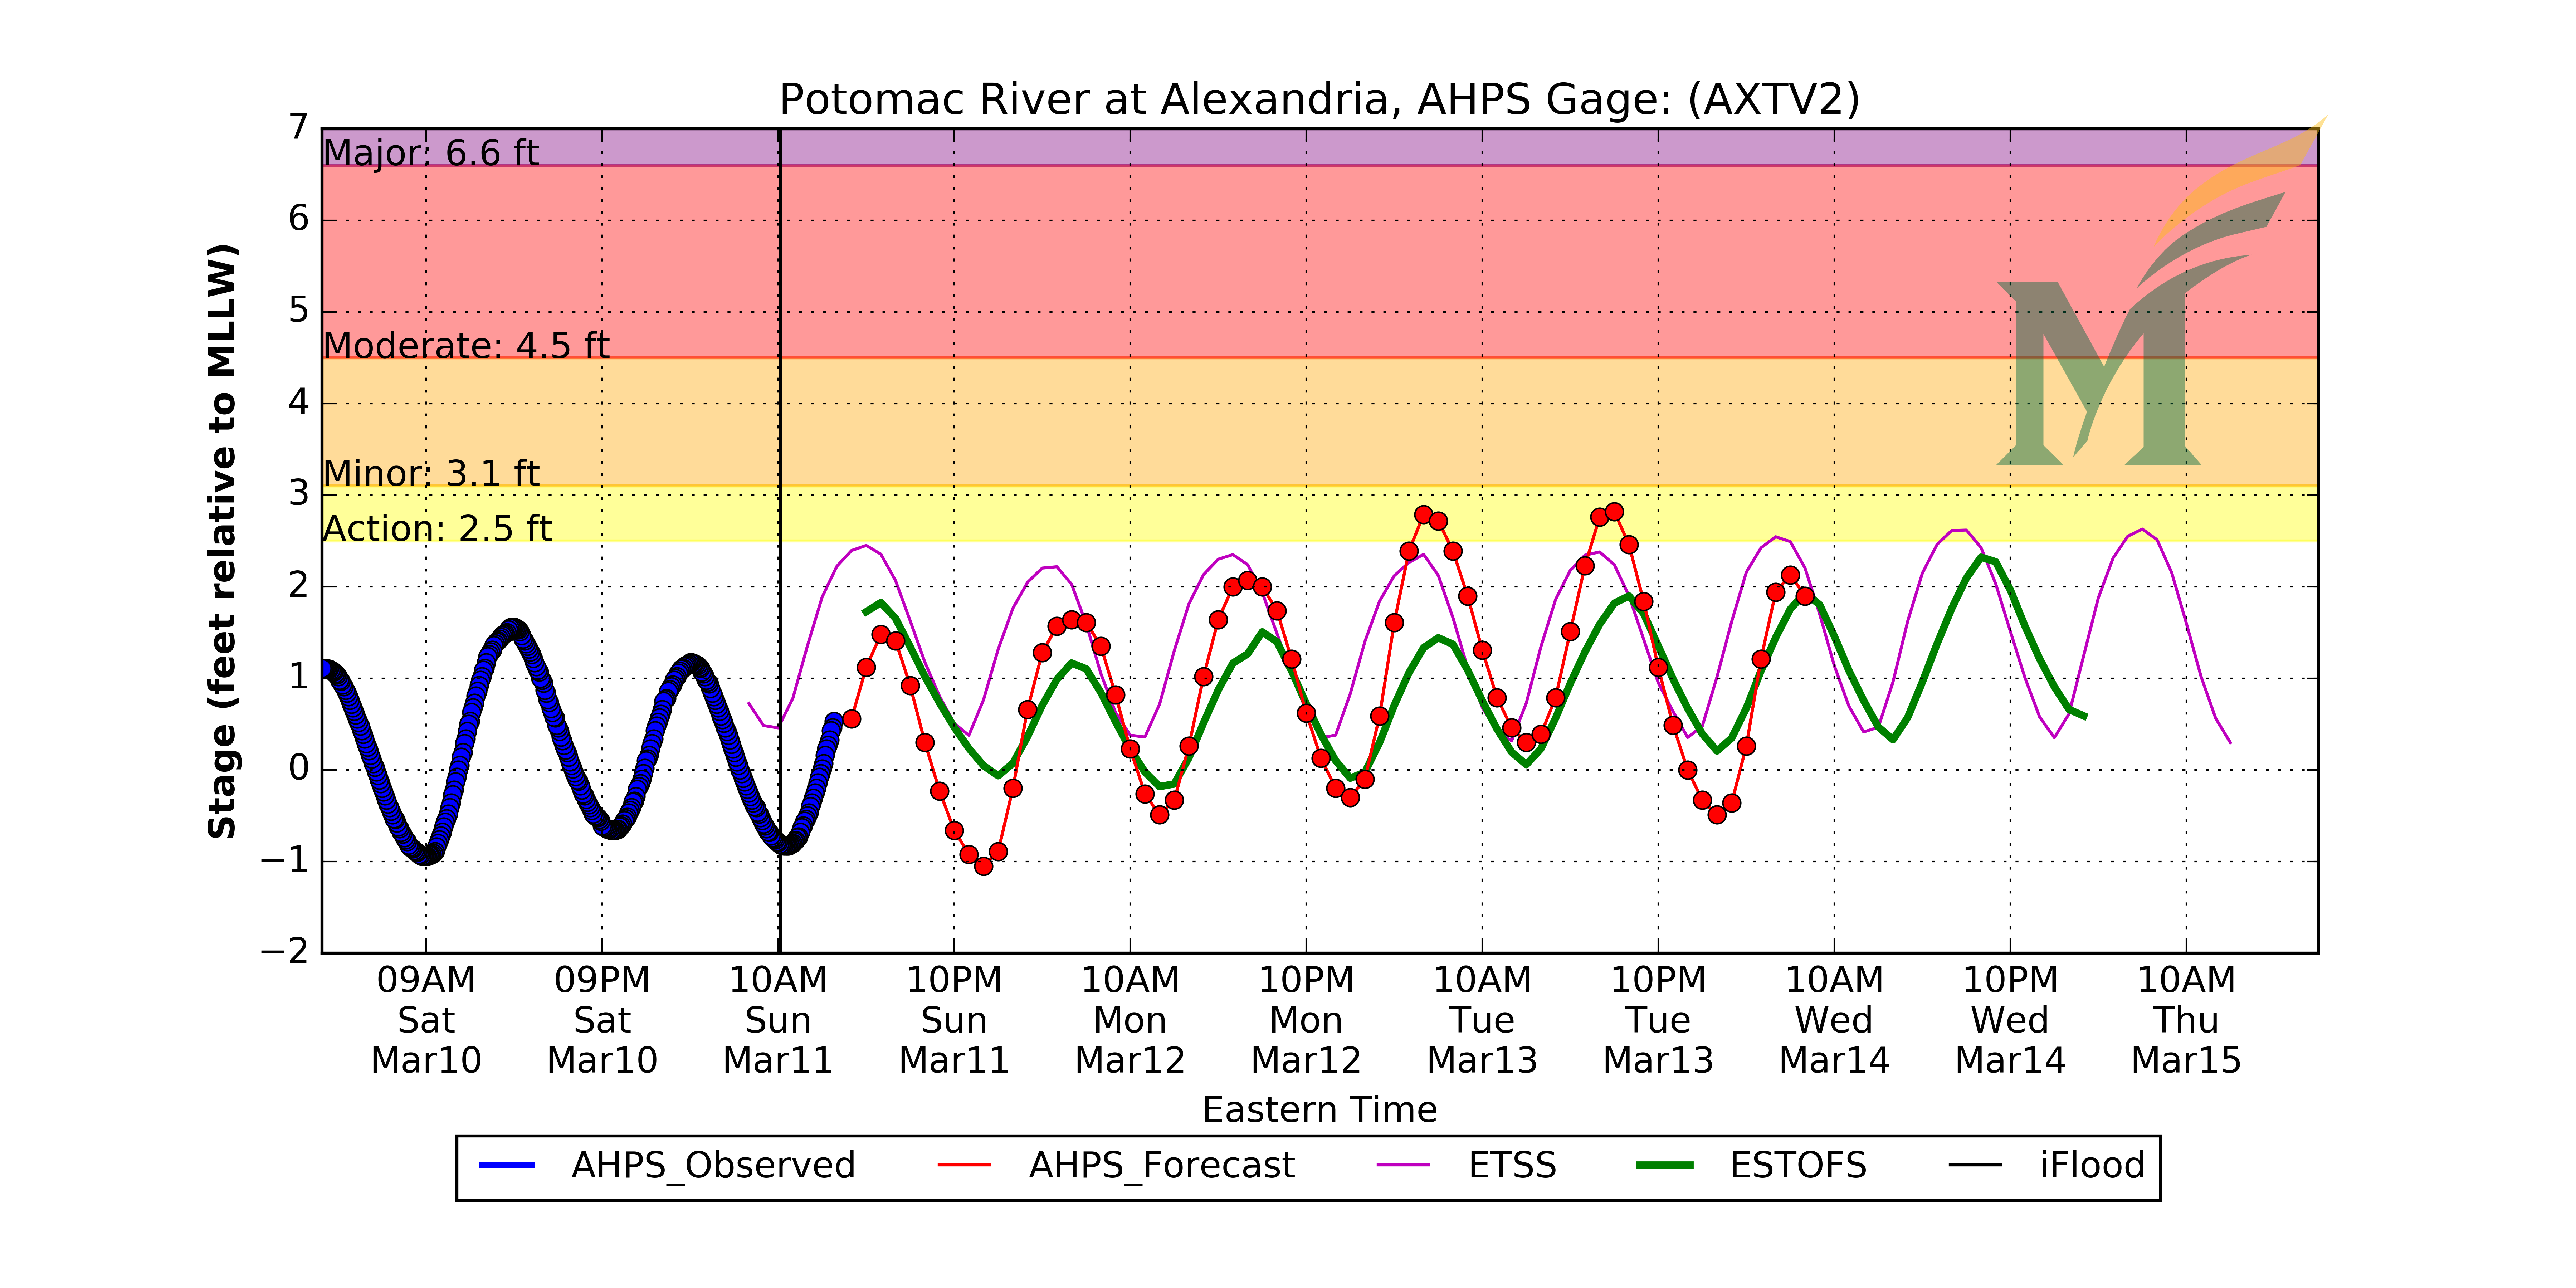 Potomac River at Alexandria, AHPS Gage: (AXTV2)
7
Major: 6.6 ft
6
5
Moderate: 4.5 ft
4
Minor: 3.1 ft
3
Action: 2.5 ft
2
1
0
−1
−2
Stage (feet relative to MLLW)
09AM Sat Mar10
09PM Sat Mar10
10AM Sun Mar11
10PM Sun Mar11
10AM Mon Mar12
10PM Mon Mar12
10AM Tue Mar13
10PM Tue Mar13
10AM Wed Mar14
10PM Wed Mar14
10AM Thu Mar15
Eastern Time
AHPS_Observed AHPS_Forecast ETSS ESTOFS iFlood
M